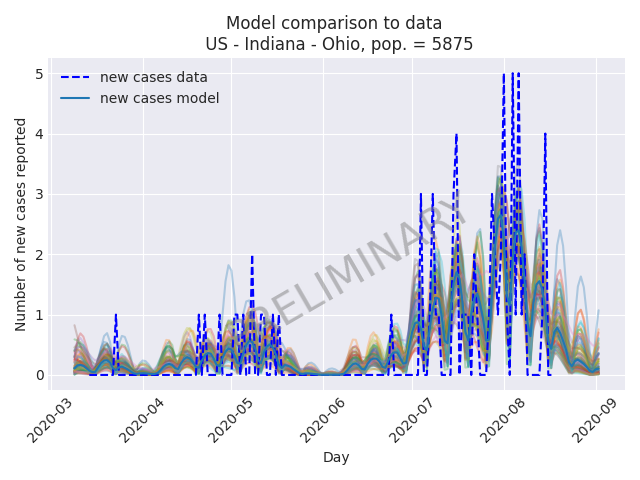 Model comparison to data
US - Indiana - Ohio, pop. = 5875
Number of new cases reported
5
4
3
2
1
0
new cases data
new cases model
PRELIMINARY
2020-03
2020-04
2020-05
2020-06
2020-07
2020-08
2020-09
Day